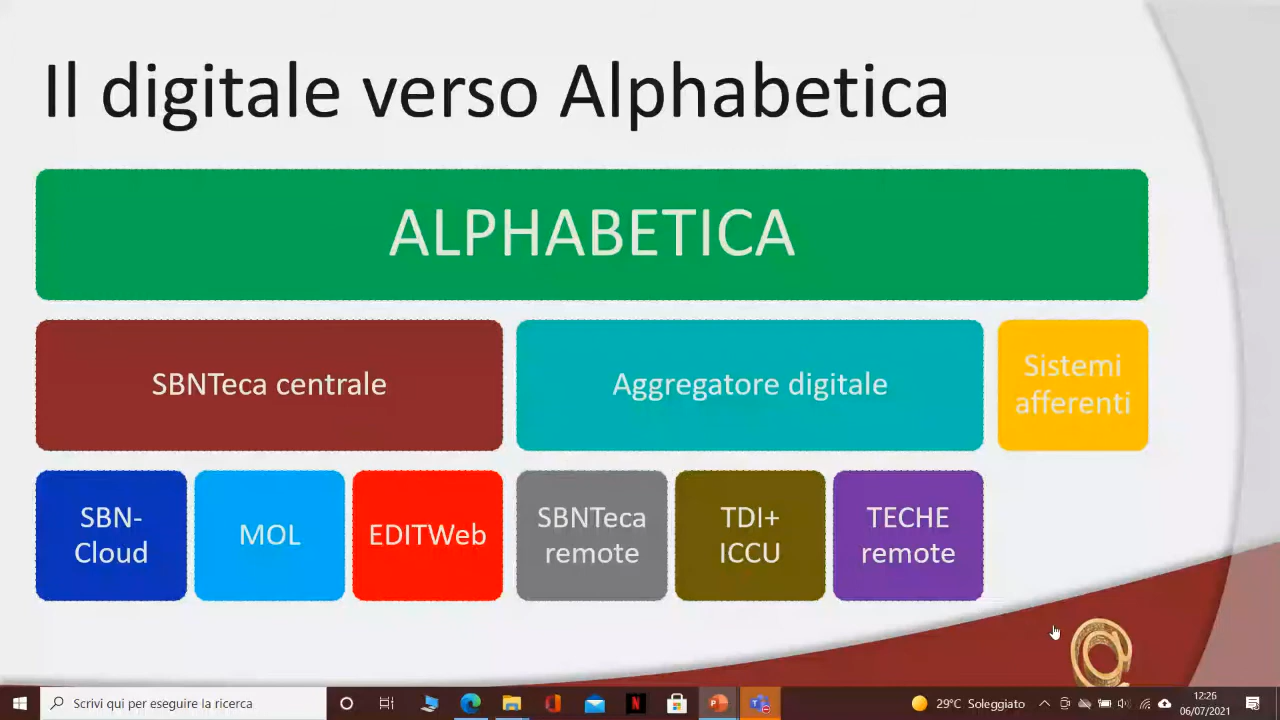 Il digitale verso Alphabetica
ALPHABETICA
SBNTeca centrale
Aggregatore digitale
Sistemi
afferenti
SBN-
Cloud
MOL
EDITWeb
SBNTeca
remote
TDI+
ICCU
TECHE
remote
@
Scrivi qui per eseguire la ricerca
29°C Soleggiato
12:26
06/07/2021